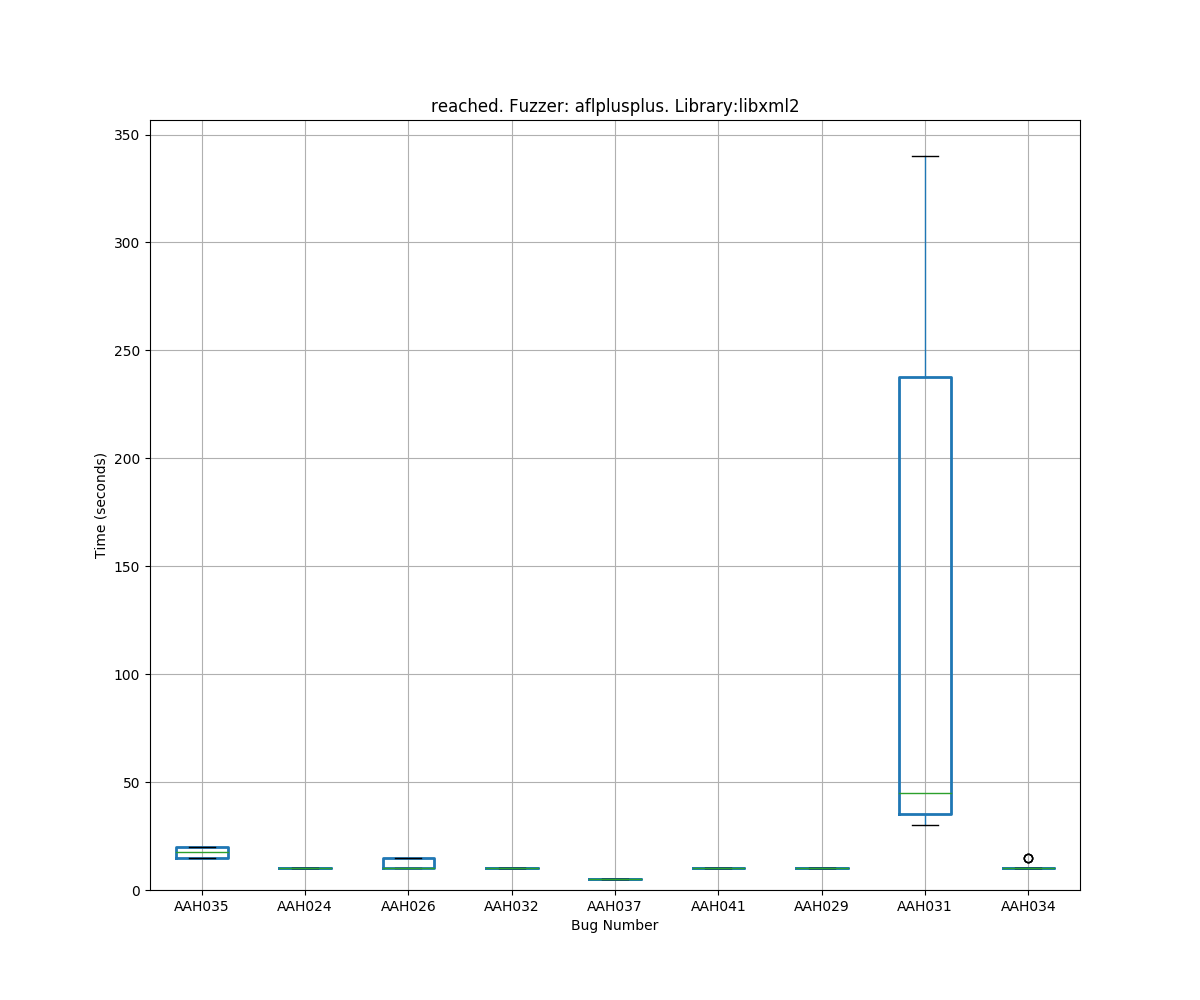 reached. Fuzzer: aflplusplus. Library:libxml2
350
300
250
200
150
100
50
0
Time (seconds)
AAH035 AAH024 AAH026 AAH032 AAH037 AAH041 AAH029 AAH031 AAH034
Bug Number